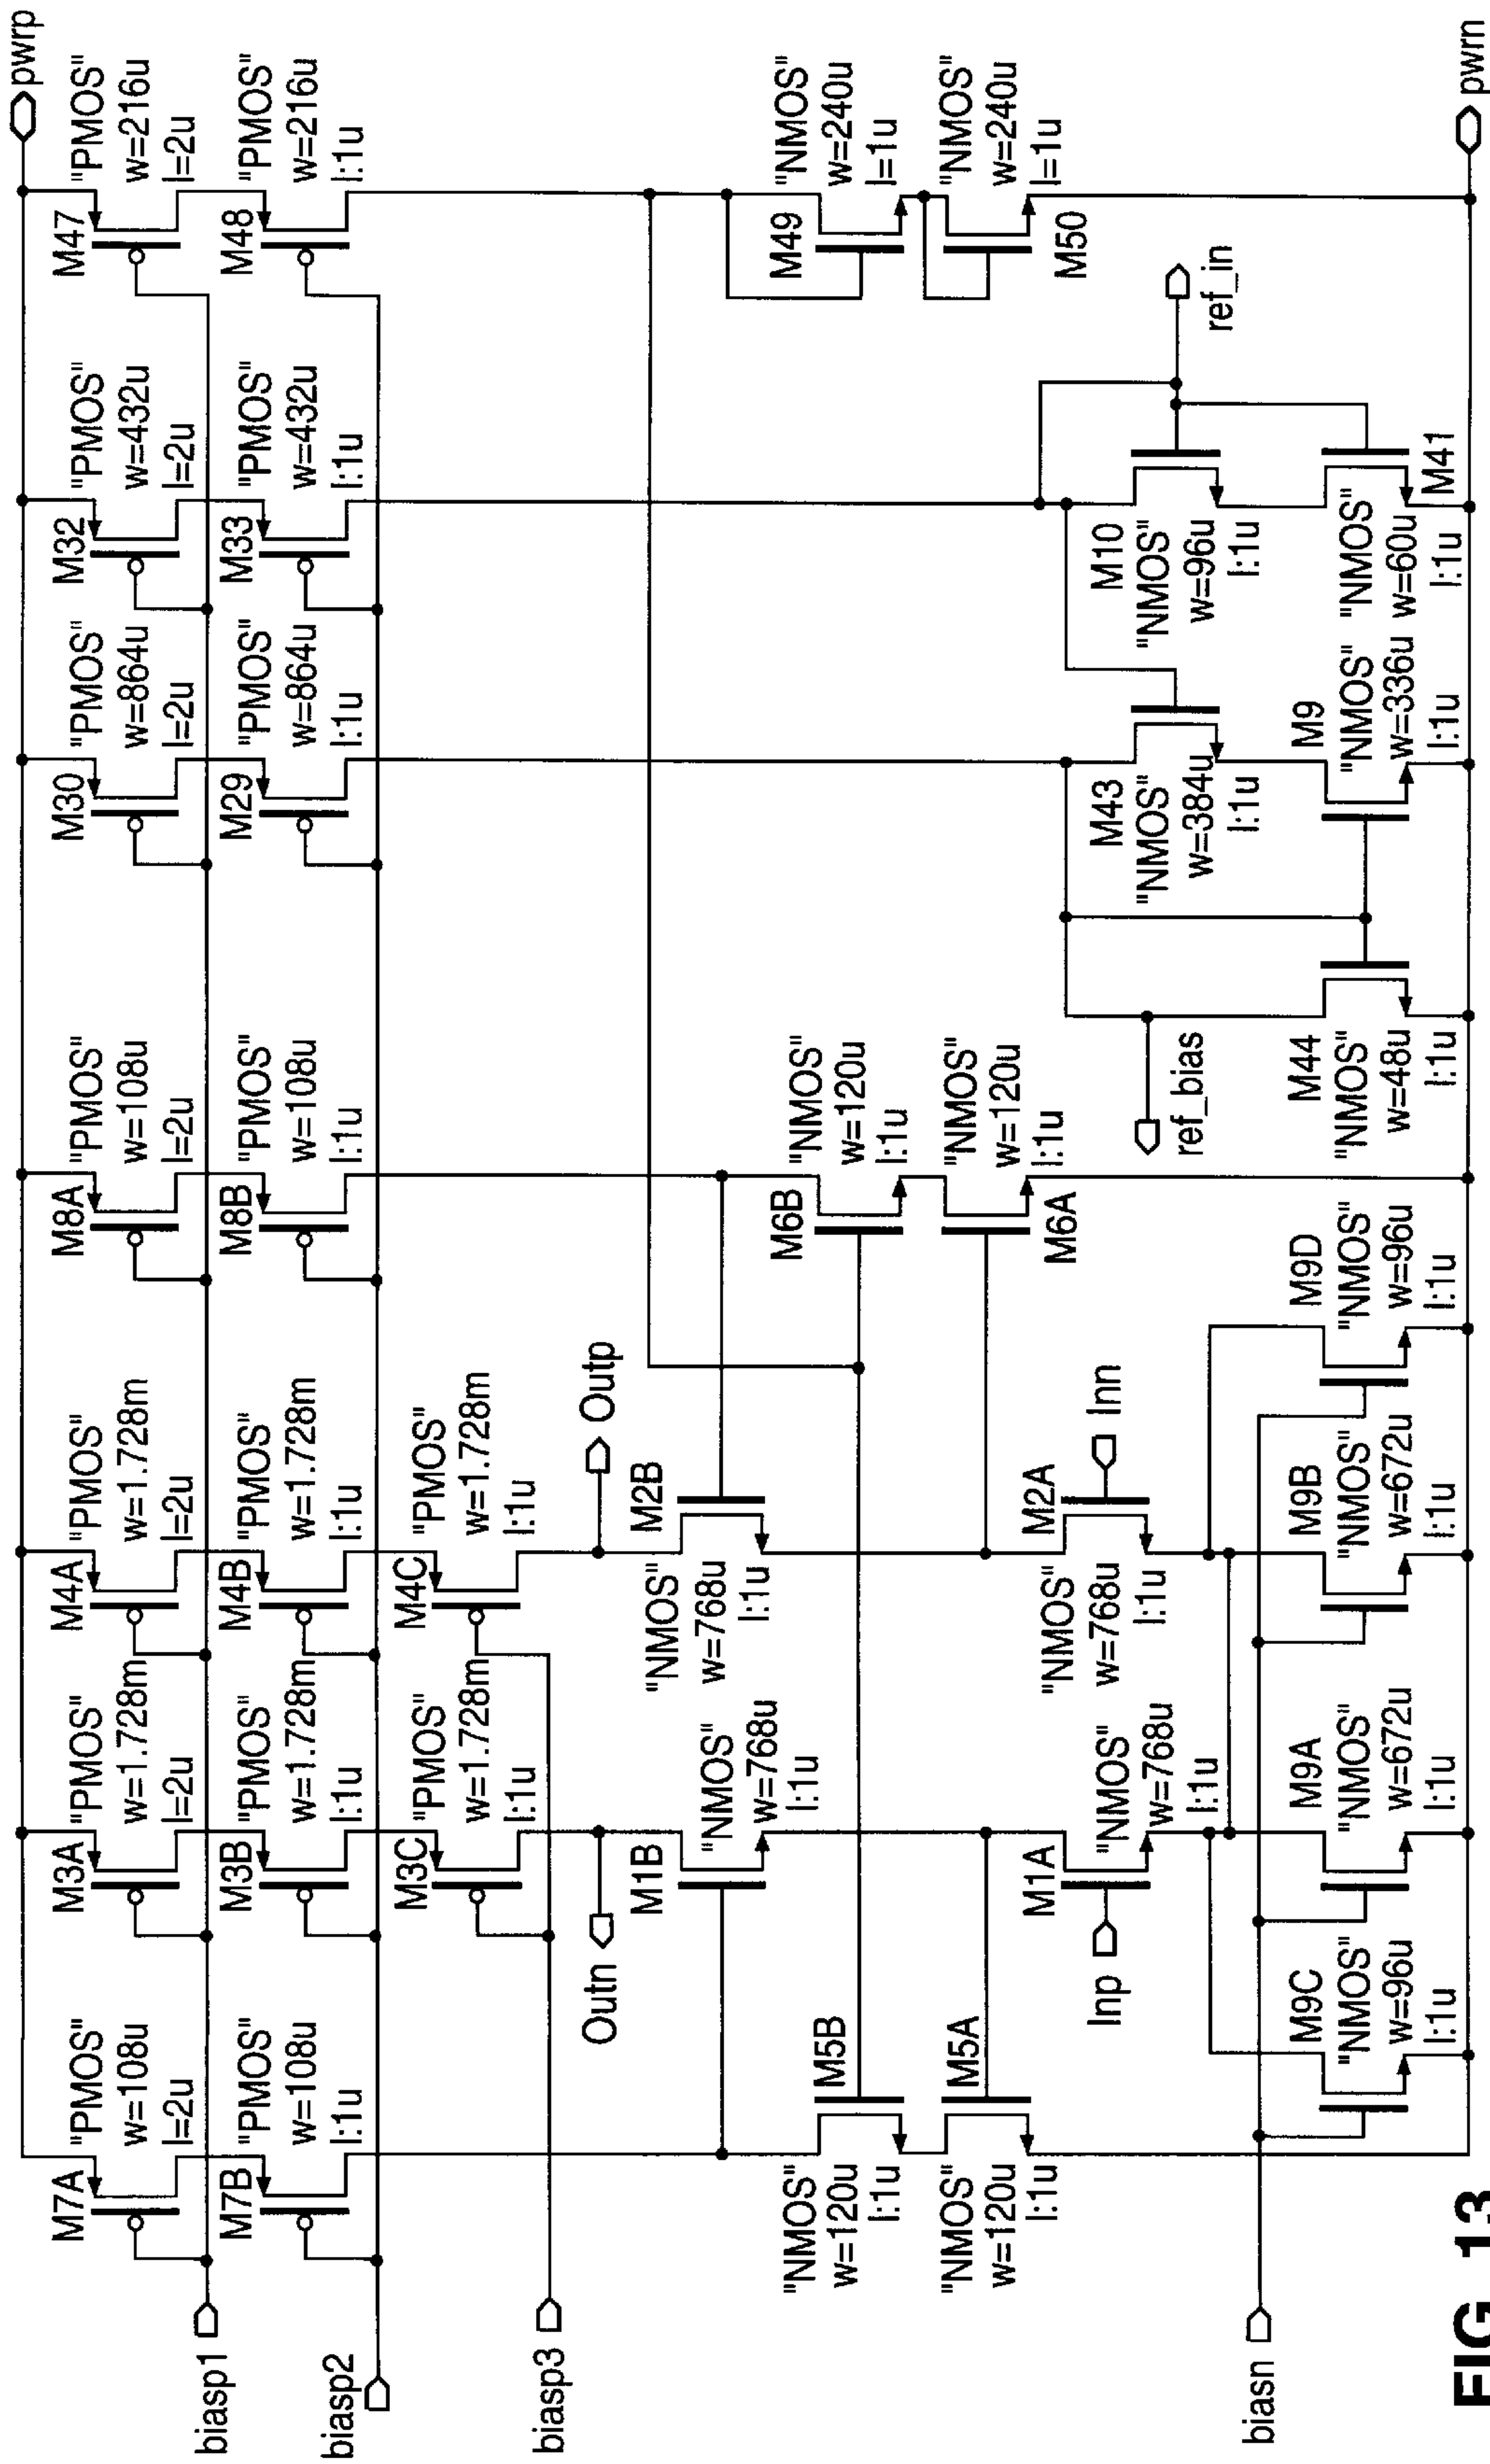 pwrp
M7A
"PMOS"
w=108u
l=2u
M3A
"PMOS"
w=1.728m
l=2u
M4A
"PMOS"
w=1.728m
l=2u
M8A
"PMOS"
w=108u
l=2u
M30
"PMOS"
w=864u
l=2u
M32
"PMOS"
w=432u
l=2u
M47
"PMOS"
w=216u
l=2u
biasp1
M7B
"PMOS"
w=108u
l:1u
M3B
"PMOS"
w=1.728m
l:1u
M4B
"PMOS"
w=1.728m
l:1u
M8B
"PMOS"
w=108u
l:1u
M29
"PMOS"
w=864u
l:1u
M33
"PMOS"
w=432u
l:1u
M48
"PMOS"
w=216u
l:1u
biasp2
M3C
"PMOS"
w=1.728m
l:1u
M4C
"PMOS"
w=1.728m
l:1u
biasp3
Outn
Outp
M1B
"NMOS"
w=768u
l:1u
M2B
"NMOS"
w=768u
l:1u
M5B
"NMOS"
w=120u
l:1u
M6B
"NMOS"
w=120u
l:1u
M49
"NMOS"
w=240u
l=1u
M5A
"NMOS"
w=120u
l:1u
M6A
"NMOS"
w=120u
l:1u
M50
"NMOS"
w=240u
l=1u
Inp
M1A
"NMOS"
w=768u
l:1u
M2A
"NMOS"
w=768u
l:1u
Inn
ref_bias
M43
"NMOS"
w=384u
l:1u
M10
"NMOS"
w=96u
l:1u
ref_in
biasn
M9C
"NMOS"
w=96u
l:1u
M9A
"NMOS"
w=672u
l:1u
M9B
"NMOS"
w=672u
l:1u
M9D
"NMOS"
w=96u
l:1u
M44
"NMOS"
w=48u
l:1u
M9
"NMOS"
w=336u
l:1u
M41
"NMOS"
w=60u
l:1u
pwrn
FIG_13